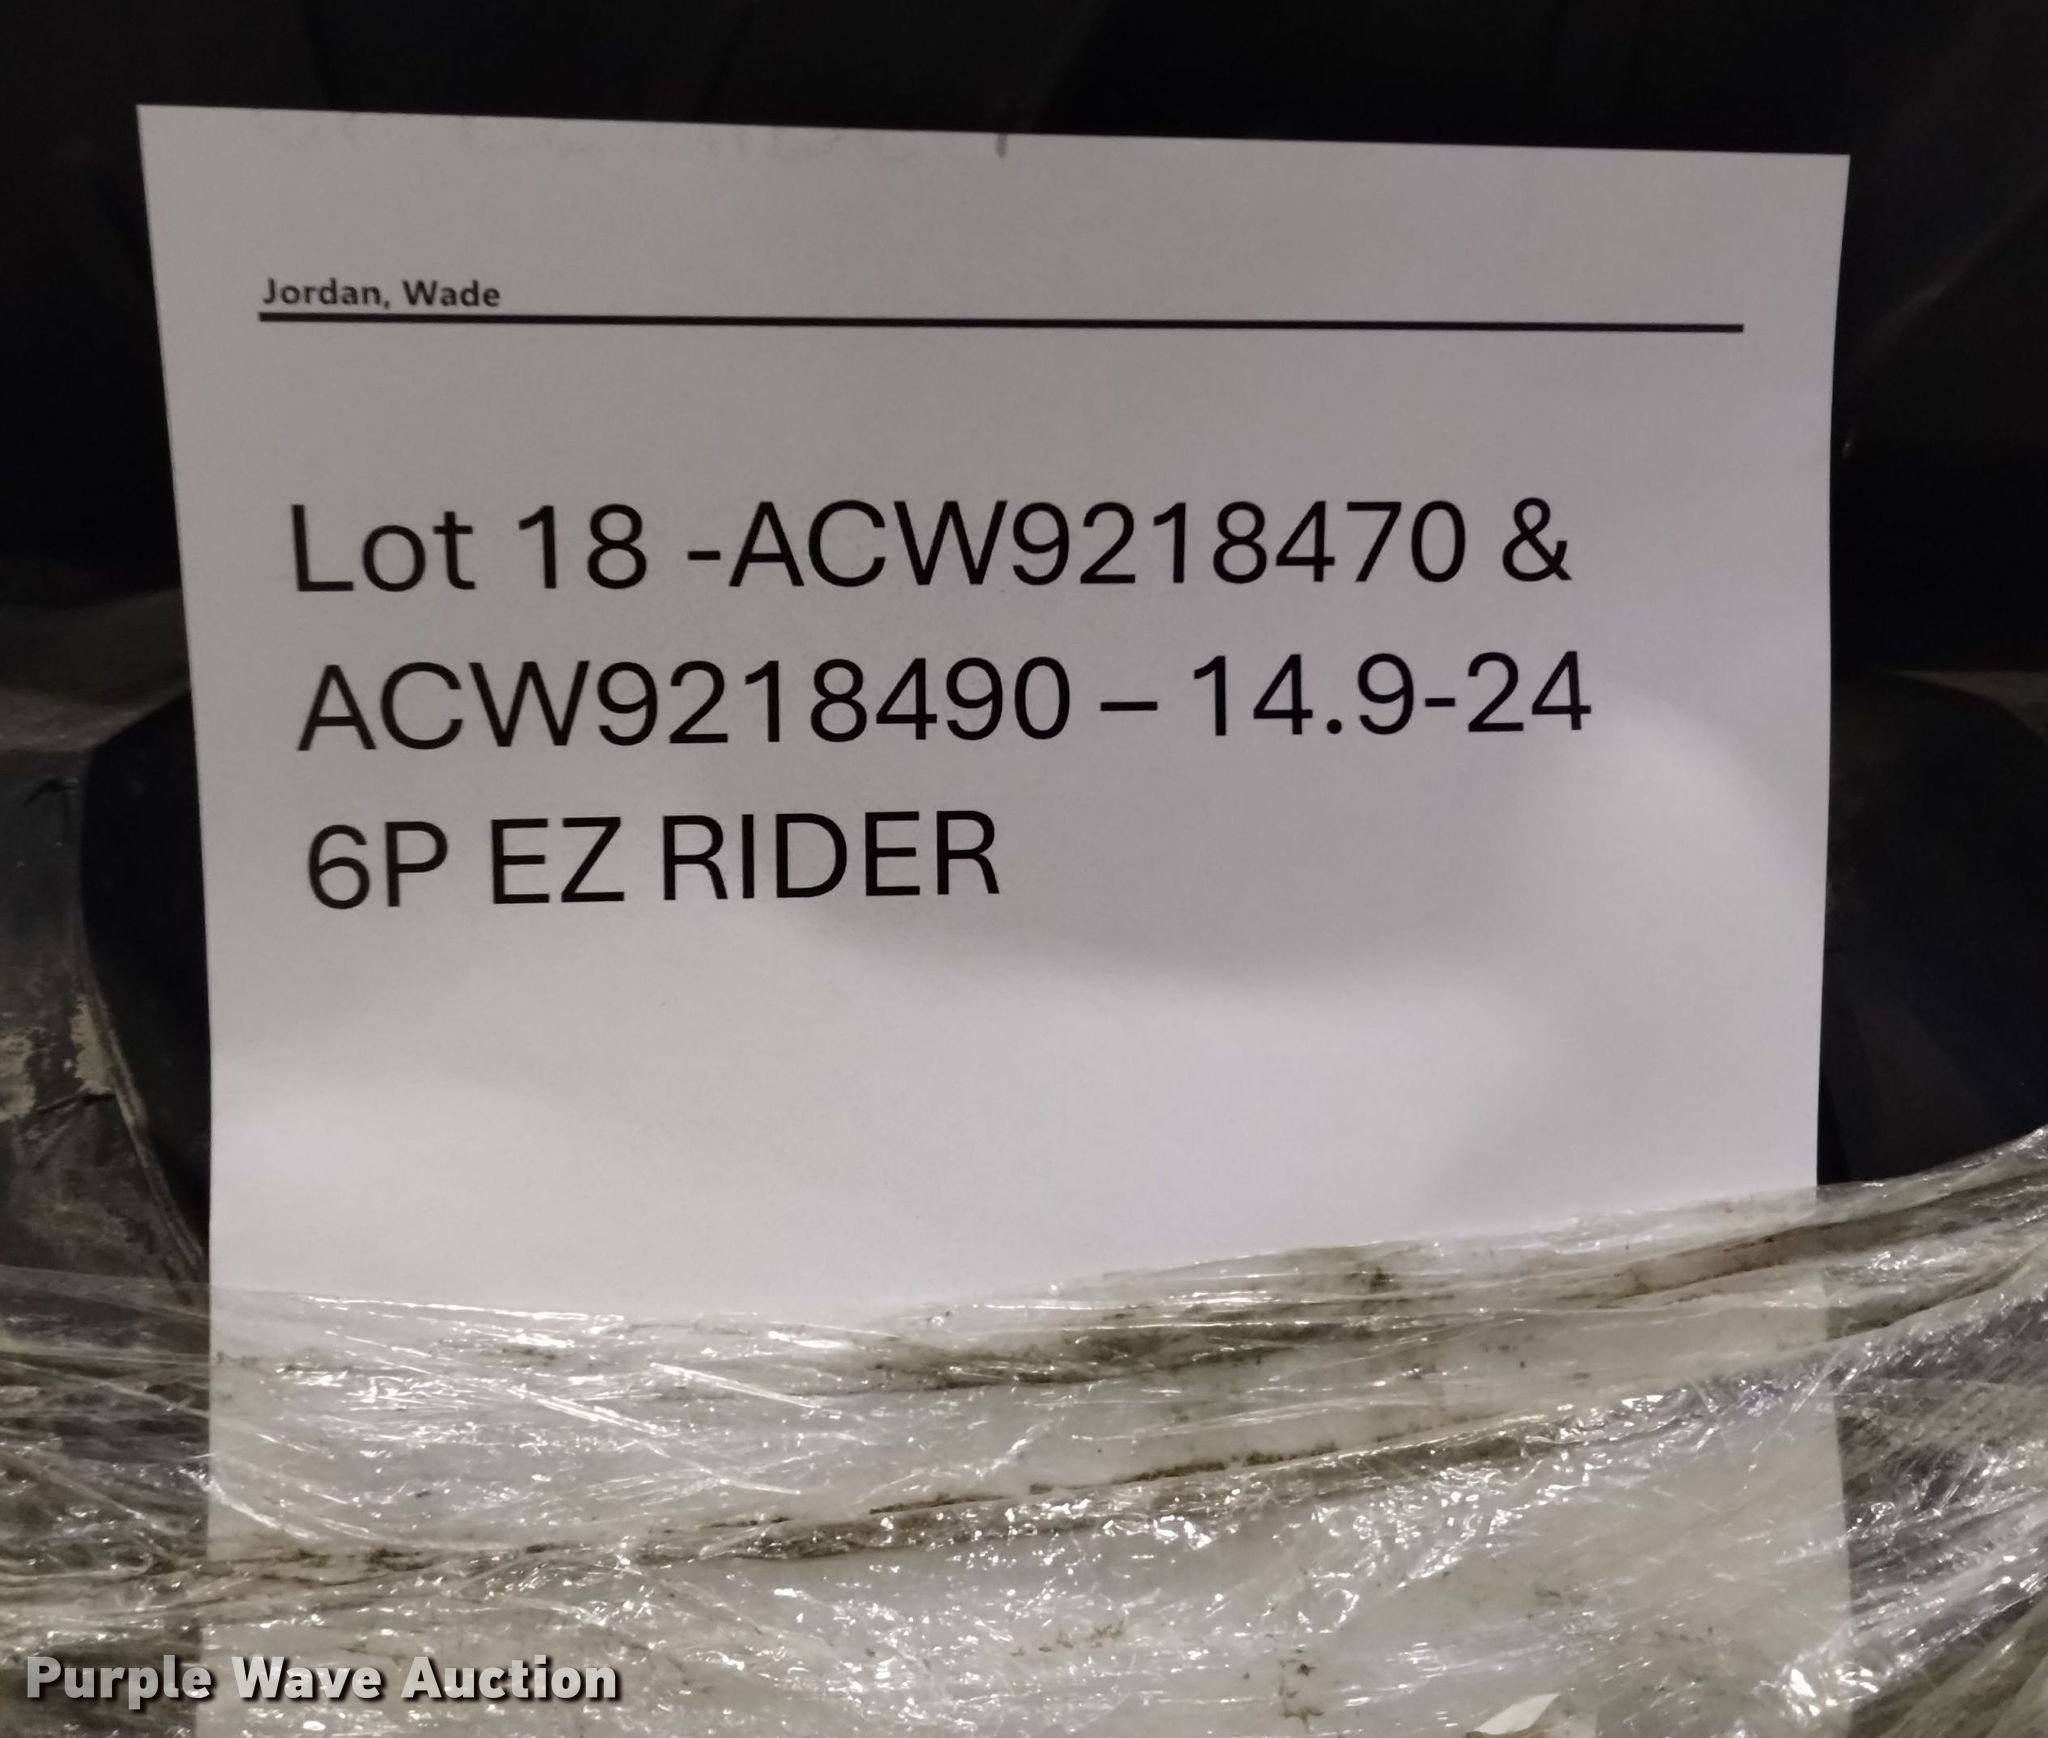 Jordan, Wade
Lot 18 -ACW9218470 &
ACW9218490 – 14.9-24
6P EZ RIDER
Purple Wave Auction